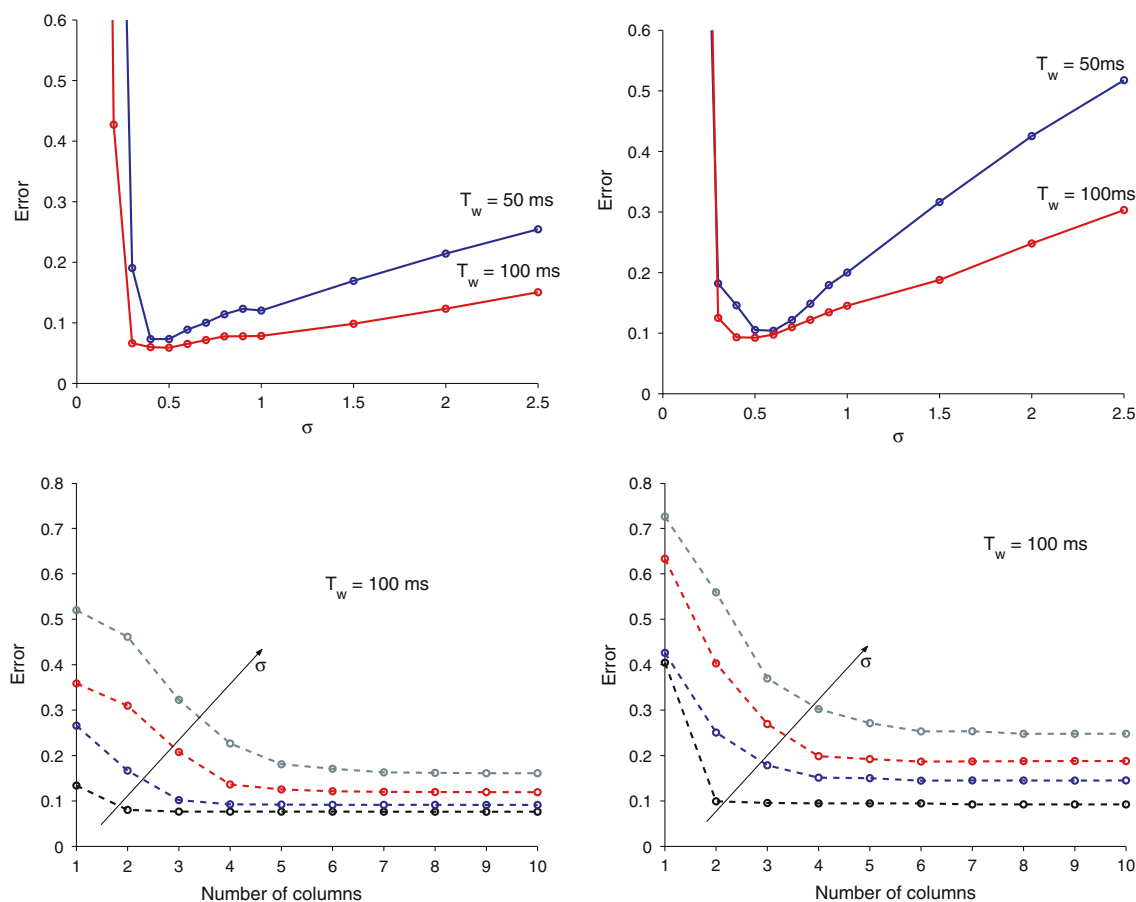 0.6
0.5
0.4
0.3
0.2
0.1
0
Error
T_w = 50 ms
T_w = 100 ms
0 0.5 1 1.5 2 2.5
σ
0.6
0.5
0.4
0.3
0.2
0.1
0
Error
T_w = 50ms
T_w = 100ms
0 0.5 1 1.5 2 2.5
σ
0.8
0.7
0.6
0.5
0.4
0.3
0.2
0.1
0
Error
T_w = 100 ms
σ
1 2 3 4 5 6 7 8 9 10
Number of columns
0.8
0.7
0.6
0.5
0.4
0.3
0.2
0.1
0
Error
T_w = 100 ms
σ
1 2 3 4 5 6 7 8 9 10
Number of columns